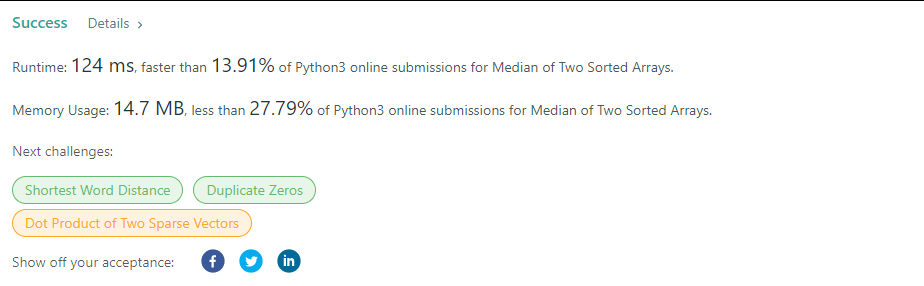 Success Details >
Runtime: 124 ms, faster than 13.91% of Python3 online submissions for Median of Two Sorted Arrays.
Memory Usage: 14.7 MB, less than 27.79% of Python3 online submissions for Median of Two Sorted Arrays.
Next challenges:
Shortest Word Distance Duplicate Zeros
Dot Product of Two Sparse Vectors
Show off your acceptance: f in